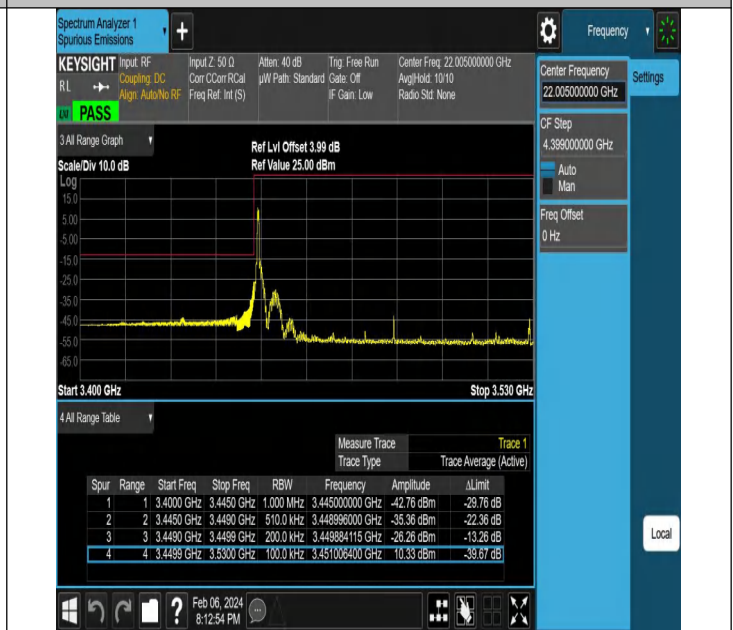 Spectrum Analyzer 1
Spurious Emissions
+
Frequency
KEYSIGHT
RL
PASS
Input: RF
Coupling: DC
Align: Auto/No RF
Input Z: 50 Ω
Corr CCorr RCal
Freq Ref: Int (S)
Atten: 40 dB
µW Path: Standard
Trig: Free Run
Gate: Off
IF Gain: Low
Center Freq: 22.005000000 GHz
Avg|Hold: 10/10
Radio Std: None
Center Frequency
22.005000000 GHz
Settings
CF Step
4.399000000 GHz
Auto
Man
Freq Offset
0 Hz
Local
3 All Range Graph
Scale/Div 10.0 dB
Ref Lvl Offset 3.99 dB
Ref Value 25.00 dBm
Log
15.0
5.00
-5.00
-15.0
-25.0
-35.0
-45.0
-55.0
-65.0
Start 3.400 GHz
Stop 3.530 GHz
4 All Range Table
Measure Trace Trace 1
Trace Type Trace Average (Active)
Spur Range Start Freq Stop Freq RBW Frequency Amplitude ΔLimit
1 1 3.4000 GHz 3.4450 GHz 1.000 MHz 3.445000000 GHz -42.76 dBm -29.76 dB
2 2 3.4450 GHz 3.4490 GHz 510.0 kHz 3.448996000 GHz -35.36 dBm -22.36 dB
3 3 3.4490 GHz 3.4499 GHz 200.0 kHz 3.449884115 GHz -26.26 dBm -13.26 dB
4 4 3.4499 GHz 3.5300 GHz 100.0 kHz 3.451006400 GHz 10.33 dBm -39.67 dB
?
Feb 06, 2024
8:12:54 PM